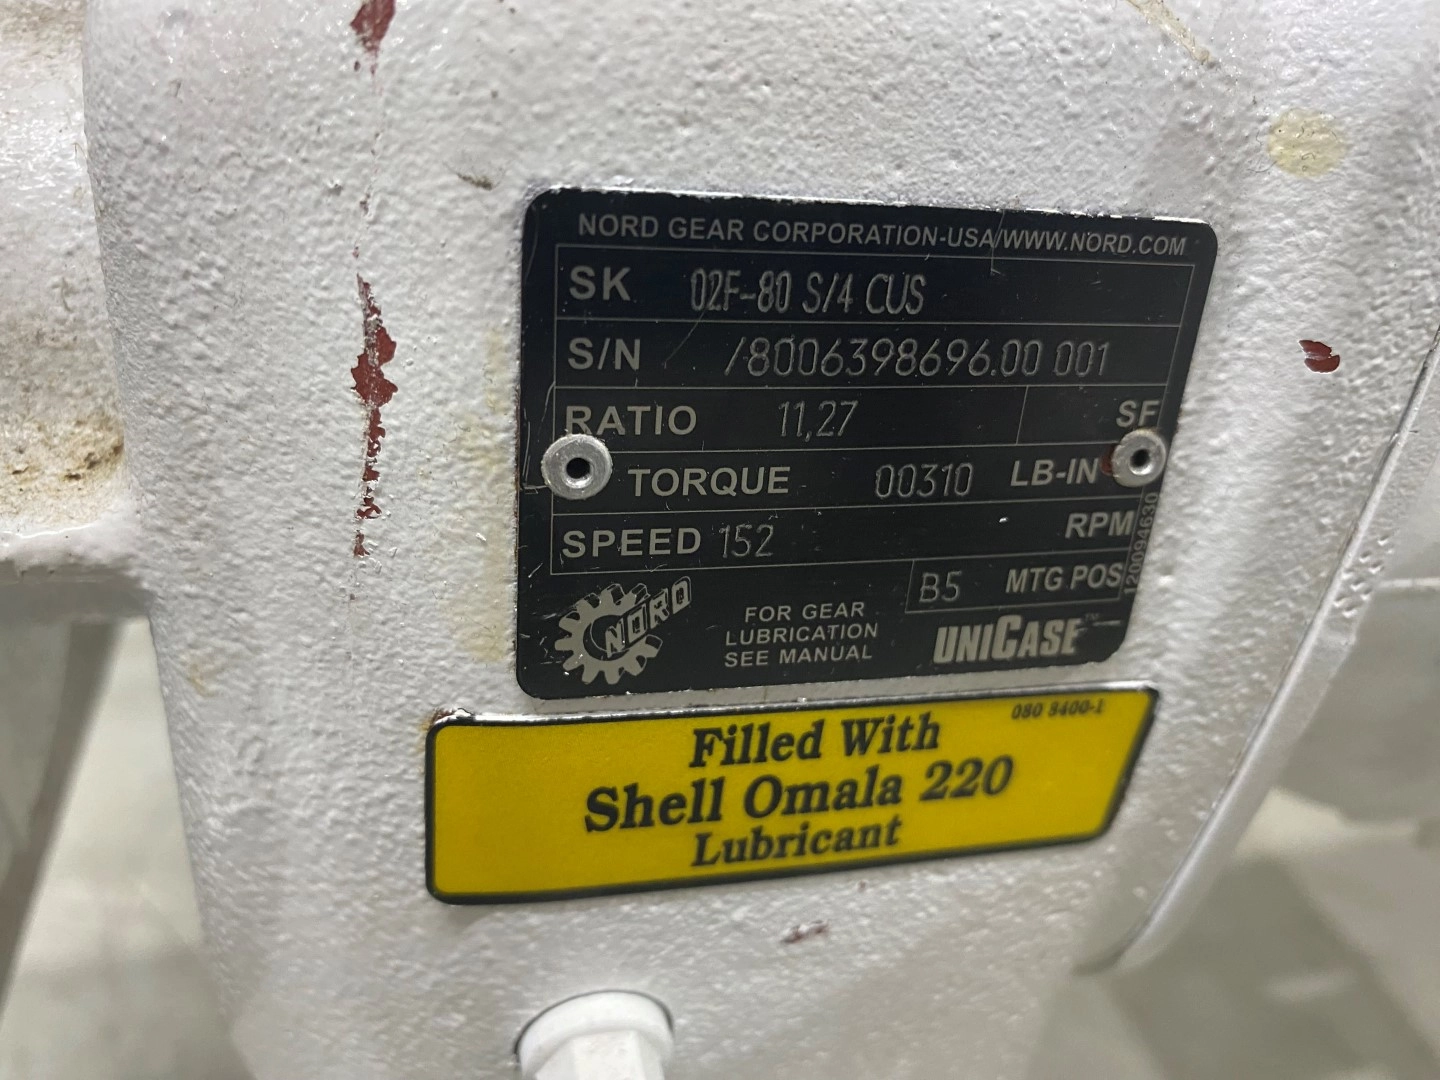 NORD GEAR CORPORATION-USA/WWW.NORD.COM
SK 02F-80 S/4 CUS
S/N /8006398696.00 001
RATIO 11,27 SF
TORQUE 00310 LB-IN
SPEED 152 RPM
B5 MTG POS
120094630
NORD
FOR GEAR
LUBRICATION
SEE MANUAL
UNICASE™
080 8400-1
Filled With
Shell Omala 220
Lubricant